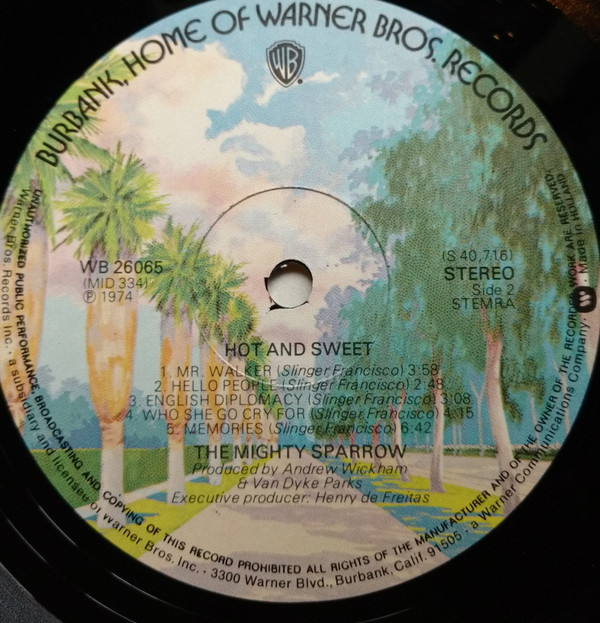 BURBANK, HOME OF WARNER BROS. RECORDS
WB
WB 26065
(MID 334)
Ⓟ 1974
(S 40,716)
STEREO
Side 2
STEMRA
HOT AND SWEET
1. MR. WALKER (Slinger Francisco) 3:58
2. HELLO PEOPLE (Slinger Francisco) 2:48
3. ENGLISH DIPLOMACY (Slinger Francisco) 3:08
4. WHO SHE GO CRY FOR (Slinger Francisco) 4:15
5. MEMORIES (Slinger Francisco) 6:42
THE MIGHTY SPARROW
Produced by Andrew Wickham
& Van Dyke Parks
Executive producer: Henry de Freitas
UNAUTHORIZED PUBLIC PERFORMANCE BROADCASTING AND COPYING OF THIS RECORD PROHIBITED ALL RIGHTS OF THE MANUFACTURER AND OF THE OWNER OF THE RECORDED WORK ARE RESERVED.
Warner Bros. Records Inc. · a subsidiary and licensee of Warner Bros. Inc. · 3300 Warner Blvd., Burbank, Calif. 91505 · a Warner Communications Company · Made in Holland